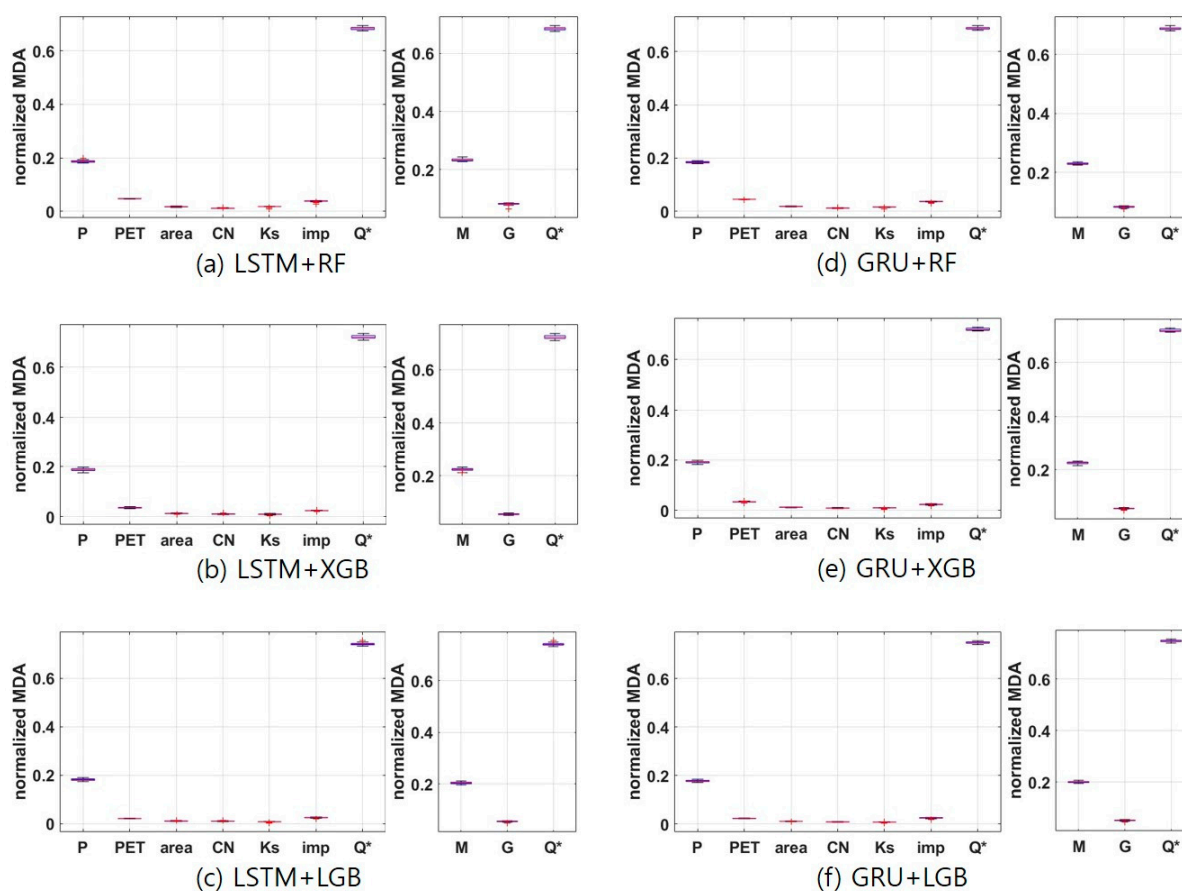 normalized MDA
0.6
0.4
0.2
0
P PET area CN Ks imp Q*
normalized MDA
0.6
0.4
0.2
M G Q*
(a) LSTM+RF
normalized MDA
0.6
0.4
0.2
0
P PET area CN Ks imp Q*
normalized MDA
0.6
0.4
0.2
M G Q*
(d) GRU+RF
normalized MDA
0.6
0.4
0.2
0
P PET area CN Ks imp Q*
normalized MDA
0.6
0.4
0.2
M G Q*
(b) LSTM+XGB
normalized MDA
0.6
0.4
0.2
0
P PET area CN Ks imp Q*
normalized MDA
0.6
0.4
0.2
M G Q*
(e) GRU+XGB
normalized MDA
0.6
0.4
0.2
0
P PET area CN Ks imp Q*
normalized MDA
0.6
0.4
0.2
M G Q*
(c) LSTM+LGB
normalized MDA
0.6
0.4
0.2
0
P PET area CN Ks imp Q*
normalized MDA
0.6
0.4
0.2
M G Q*
(f) GRU+LGB